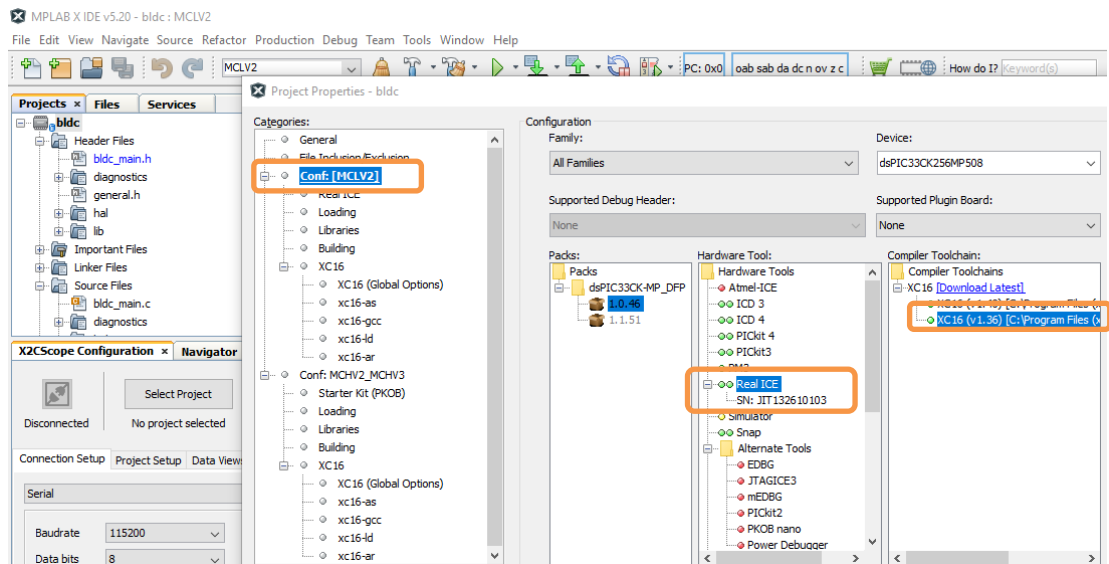 MPLAB X IDE v5.20 - bldc : MCLV2
File Edit View Navigate Source Refactor Production Debug Team Tools Window Help
MCLV2
PC: 0x0
oab sab da dc n ov z c
How do I?
Keyword(s)
Projects
Files
Services
bldc
Header Files
bldc_main.h
diagnostics
general.h
hal
lib
Important Files
Linker Files
Source Files
bldc_main.c
diagnostics
X2CScope Configuration
Navigator
Select Project
Disconnected
No project selected
Connection Setup
Project Setup
Data View
Serial
Baudrate
115200
Data bits
8
Project Properties - bldc
Categories:
General
File Inclusion/Exclusion
Conf: [MCLV2]
Real ICE
Loading
Libraries
Building
XC16
XC16 (Global Options)
xc16-as
xc16-gcc
xc16-ld
xc16-ar
Conf: MCHV2_MCHV3
Starter Kit (PKOB)
Loading
Libraries
Building
XC16
XC16 (Global Options)
xc16-as
xc16-gcc
xc16-ld
xc16-ar
Configuration
Family:
All Families
Device:
dsPIC33CK256MP508
Supported Debug Header:
None
Supported Plugin Board:
None
Packs:
Packs
dsPIC33CK-MP_DFP
1.0.46
1.1.51
Hardware Tool:
Hardware Tools
Atmel-ICE
ICD 3
ICD 4
PICkit 4
PICkit3
PM3
Real ICE
SN: JIT132610103
Simulator
Snap
Alternate Tools
EDBG
JTAGICE3
mEDBG
PICkit2
PKOB nano
Power Debugger
Compiler Toolchain:
Compiler Toolchains
XC16 [Download Latest]
XC16 (v1.36) [C:\Program Files (x